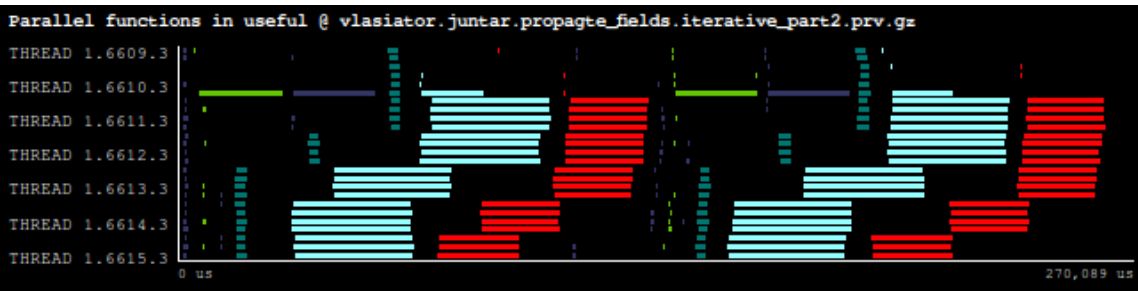 Parallel functions in useful @ vlasiator.juntar.propagte_fields.iterative_part2.prv.gz
THREAD 1.6609.3
THREAD 1.6610.3
THREAD 1.6611.3
THREAD 1.6612.3
THREAD 1.6613.3
THREAD 1.6614.3
THREAD 1.6615.3
0 us 270,089 us